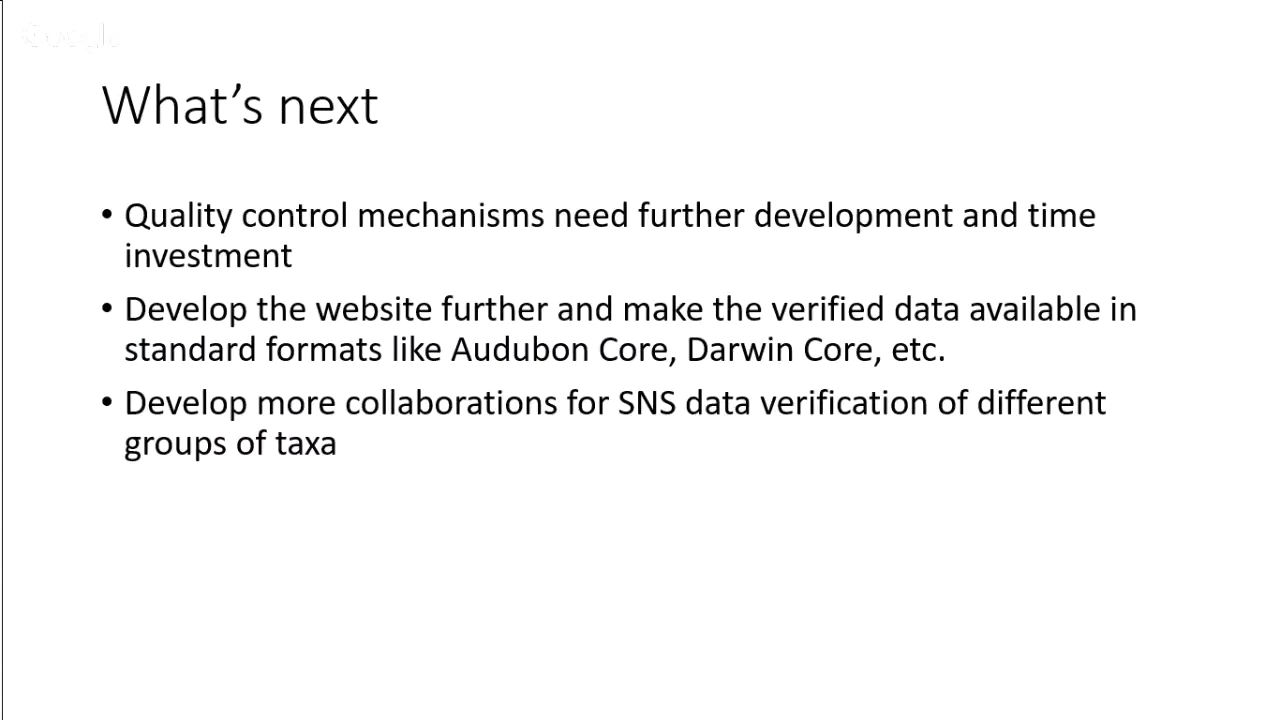 What’s next
• Quality control mechanisms need further development and time
investment
• Develop the website further and make the verified data available in
standard formats like Audubon Core, Darwin Core, etc.
• Develop more collaborations for SNS data verification of different
groups of taxa